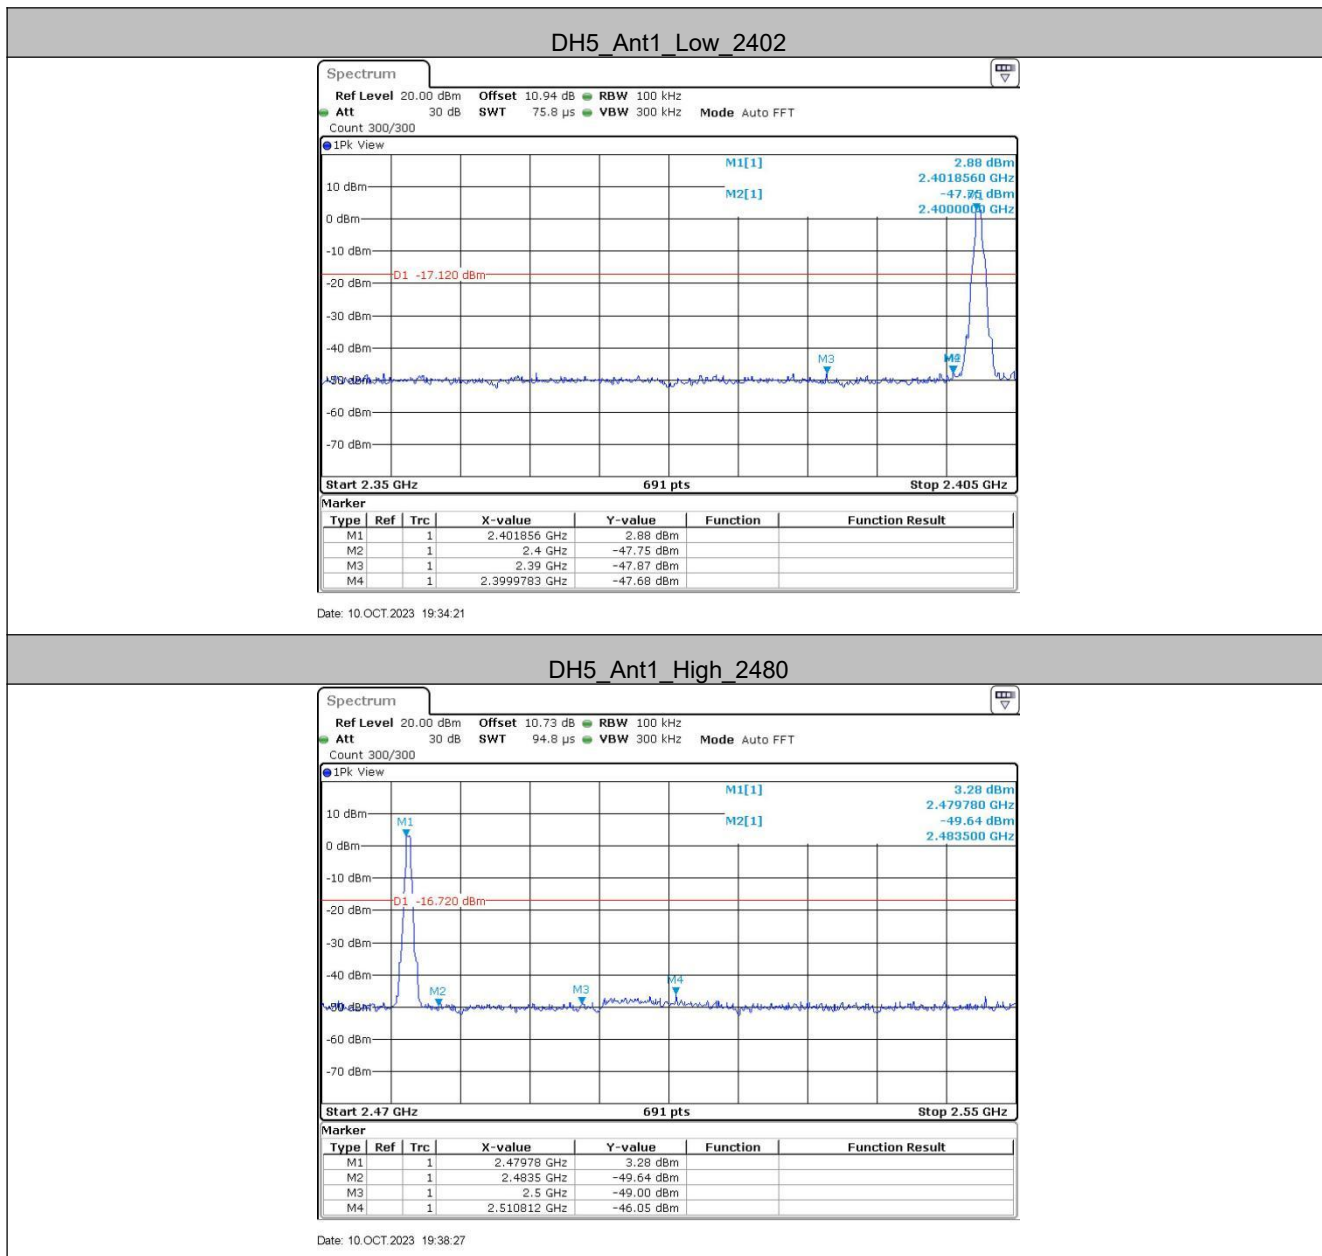 DH5_Ant1_Low_2402
Spectrum
Ref Level 20.00 dBm Offset 10.94 dB RBW 100 kHz
Att 30 dB SWT 75.8 µs VBW 300 kHz Mode Auto FFT
Count 300/300
1Pk View
M1[1] 2.88 dBm
2.4018560 GHz
M2[1] -47.75 dBm
2.4000000 GHz
M1
10 dBm
0 dBm
-10 dBm
D1 -17.120 dBm
-20 dBm
-30 dBm
-40 dBm
M3
-50 dBm
-60 dBm
-70 dBm
Start 2.35 GHz 691 pts Stop 2.405 GHz
Marker
Type Ref Trc X-value Y-value Function Function Result
M1 1 2.401856 GHz 2.88 dBm
M2 1 2.4 GHz -47.75 dBm
M3 1 2.39 GHz -47.87 dBm
M4 1 2.3999783 GHz -47.68 dBm
Date: 10.OCT.2023 19:34:21
DH5_Ant1_High_2480
Spectrum
Ref Level 20.00 dBm Offset 10.73 dB RBW 100 kHz
Att 30 dB SWT 94.8 µs VBW 300 kHz Mode Auto FFT
Count 300/300
1Pk View
M1[1] 3.28 dBm
2.479780 GHz
M2[1] -49.64 dBm
2.483500 GHz
10 dBm
M1
0 dBm
-10 dBm
D1 -16.720 dBm
-20 dBm
-30 dBm
-40 dBm
M2 M3 M4
-50 dBm
-60 dBm
-70 dBm
Start 2.47 GHz 691 pts Stop 2.55 GHz
Marker
Type Ref Trc X-value Y-value Function Function Result
M1 1 2.47978 GHz 3.28 dBm
M2 1 2.4835 GHz -49.64 dBm
M3 1 2.5 GHz -49.00 dBm
M4 1 2.510812 GHz -46.05 dBm
Date: 10.OCT.2023 19:38:27